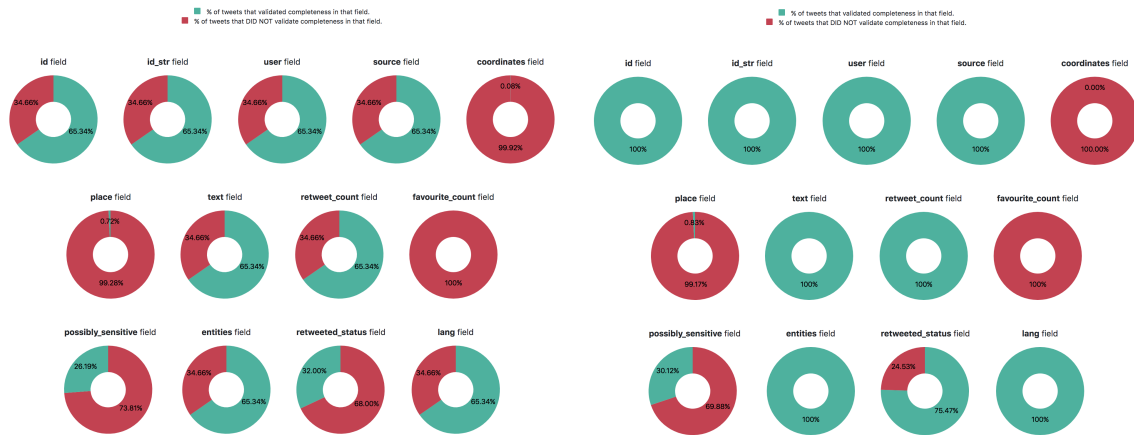 % of tweets that validated completeness in that field.
% of tweets that DID NOT validate completeness in that field.
id field
id_str field
user field
source field
coordinates field
34.66%
65.34%
34.66%
65.34%
34.66%
65.34%
34.66%
65.34%
0.08%
99.92%
place field
text field
retweet_count field
favourite_count field
0.72%
99.28%
34.66%
65.34%
34.66%
65.34%
100%
possibly_sensitive field
entities field
retweeted_status field
lang field
26.19%
73.81%
34.66%
65.34%
32.00%
68.00%
34.66%
65.34%
% of tweets that validated completeness in that field.
% of tweets that DID NOT validate completeness in that field.
id field
id_str field
user field
source field
coordinates field
100%
100%
100%
100%
0.00%
100.00%
place field
text field
retweet_count field
favourite_count field
0.83%
99.17%
100%
100%
100%
possibly_sensitive field
entities field
retweeted_status field
lang field
30.12%
69.88%
100%
24.53%
75.47%
100%